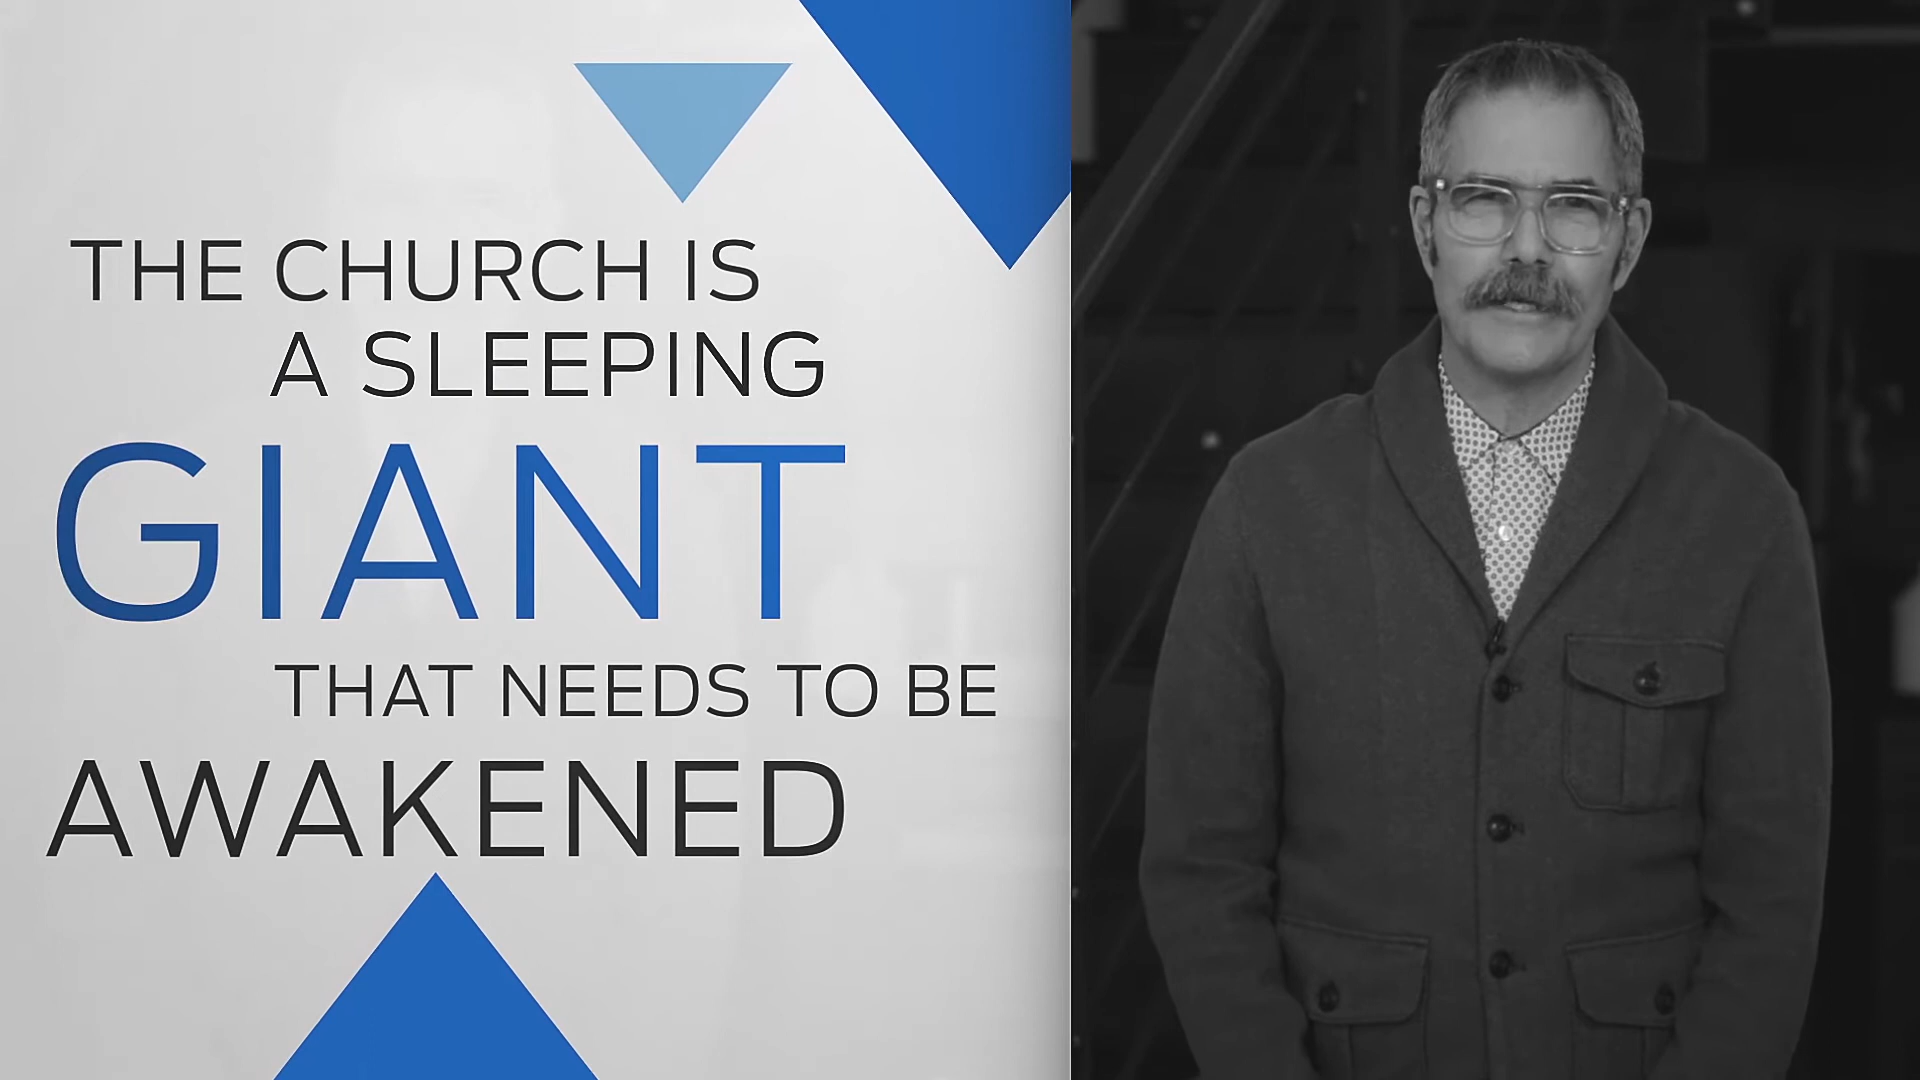 THE CHURCH IS
A SLEEPING
GIANT
THAT NEEDS TO BE
AWAKENED